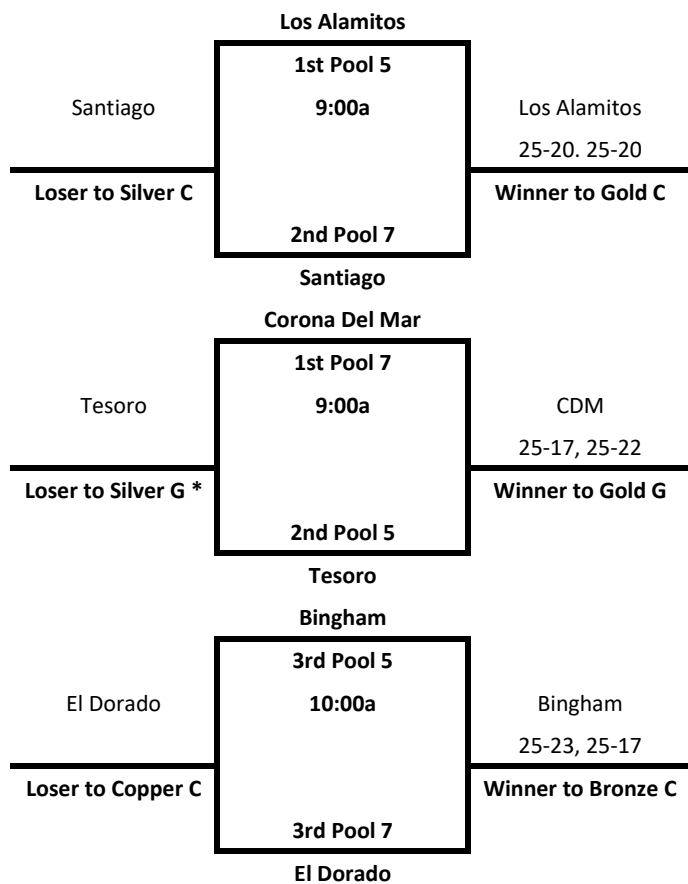 Los Alamitos
1st Pool 5
Santiago 9:00a Los Alamitos
25-20. 25-20
Loser to Silver C Winner to Gold C
2nd Pool 7
Santiago
Corona Del Mar
1st Pool 7
Tesoro 9:00a CDM
25-17, 25-22
Loser to Silver G * Winner to Gold G
2nd Pool 5
Tesoro
Bingham
3rd Pool 5
El Dorado 10:00a Bingham
25-23, 25-17
Loser to Copper C Winner to Bronze C
3rd Pool 7
El Dorado